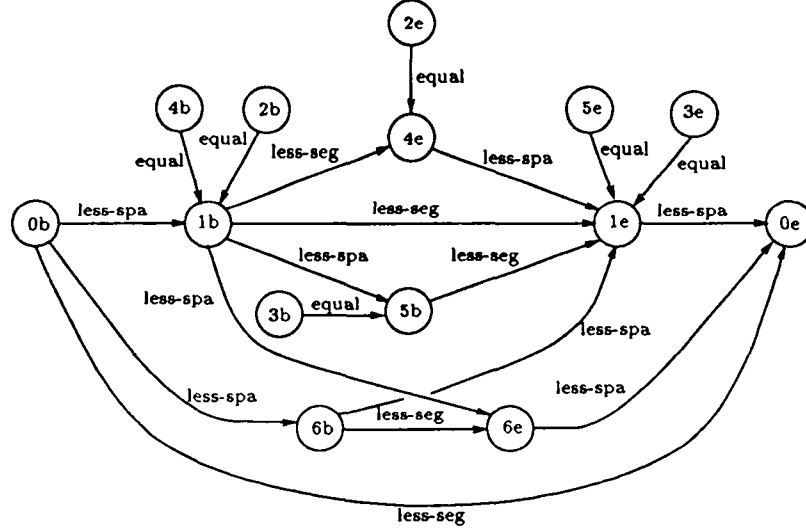 2e
equal
4b
2b
5e
3e
equal
equal
4e
equal
equal
less-seg
less-spa
less-spa
less-seg
less-spa
0b
1b
1e
0e
less-spa
less-seg
less-spa
equal
3b
5b
less-spa
less-spa
less-spa
less-seg
6b
6e
less-seg